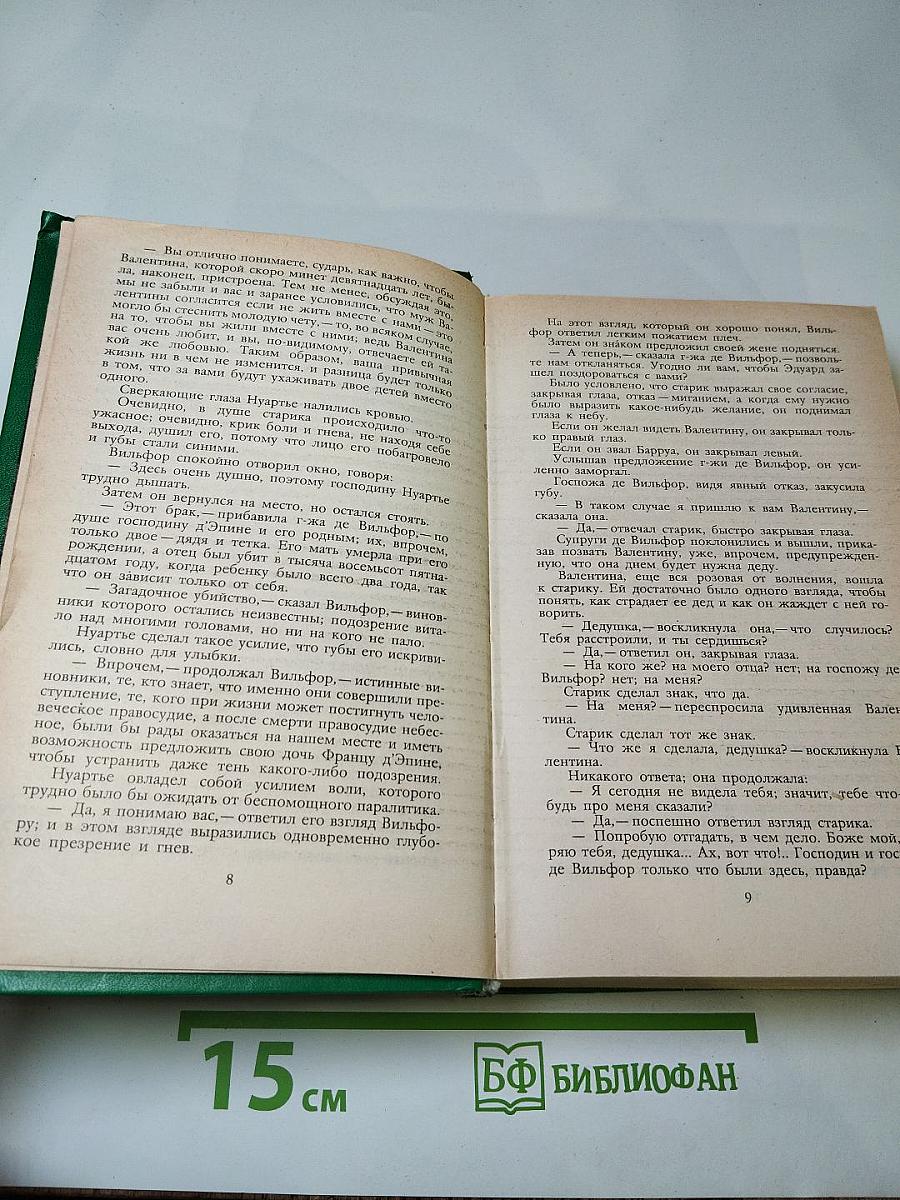 — Вы отлично понимаете, сударь, как важно, чтобы
Валентина, которой скоро минет девятнадцать лет, бы-
ла, наконец, пристроена. Тем не менее, обсуждая это,
мы не забыли и вас и заранее условились, что муж Ва-
лентины согласится если не жить вместе с нами — это
могло бы стеснить молодую чету, — то, во всяком случае,
на то, чтобы вы жили вместе с ними; ведь Валентина
вас очень любит, и вы, по-видимому, отвечаете ей та-
кой же любовью. Таким образом, ваша привычная
жизнь ни в чем не изменится, и разница будет только
в том, что за вами будут ухаживать двое детей вместо
одного.
Сверкающие глаза Нуартье налились кровью.
Очевидно, в душе старика происходило что-то
ужасное; очевидно, крик боли и гнева, не находя себе
выхода, душил его, потому что лицо его побагровело
и губы стали синими.
Вильфор спокойно отворил окно, говоря:
— Здесь очень душно, поэтому господину Нуартье
трудно дышать.
Затем он вернулся на место, но остался стоять.
— Этот брак, — прибавила г-жа де Вильфор, — по
душе господину д'Эпине и его родным; их, впрочем,
только двое — дядя и тетка. Его мать умерла при его
рождении, а отец был убит в тысяча восемьсот пятна-
дцатом году, когда ребенку было всего два года, так
что он за́висит только от себя.
— Загадочное убийство, — сказал Вильфор, — винов-
ники которого остались неизвестны; подозрение вита-
ло над многими головами, но ни на кого не пало.
Нуартье сделал такое усилие, что губы его искриви-
лись, словно для улыбки.
— Впрочем, — продолжал Вильфор, — истинные ви-
новники, те, кто знает, что именно они совершили пре-
ступление, те, кого при жизни может постигнуть чело-
веческое правосудие, а после смерти правосудие небес-
ное, были бы рады оказаться на нашем месте и иметь
возможность предложить свою дочь Францу д'Эпине,
чтобы устранить даже тень какого-либо подозрения.
Нуартье овладел собой усилием воли, которого
трудно было бы ожидать от беспомощного паралитика.
— Да, я понимаю вас, — ответил его взгляд Вильфо-
ру; и в этом взгляде выразились одновременно глубо-
кое презрение и гнев.
8
На этот взгляд, который он хорошо понял, Виль-
фор ответил легким пожатием плеч.
Затем он зна́ком предложил своей жене подняться.
— А теперь, — сказала г-жа де Вильфор, — позволь-
те нам откланяться. Угодно ли вам, чтобы Эдуард за-
шел поздороваться с вами?
Было условлено, что старик выражал свое согласие,
закрывая глаза, отказ — миганием, а когда ему нужно
было выразить какое-нибудь желание, он поднимал
глаза к небу.
Если он желал видеть Валентину, он закрывал толь-
ко правый глаз.
Если он звал Барруа, он закрывал левый.
Услышав предложение г-жи де Вильфор, он уси-
ленно заморгал.
Госпожа де Вильфор, видя явный отказ, закусила
губу.
— В таком случае я пришлю к вам Валентину, —
сказала она.
— Да, — отвечал старик, быстро закрывая глаза.
Супруги де Вильфор поклонились и вышли, прика-
зав позвать Валентину, уже, впрочем, предупрежден-
ную, что она днем будет нужна деду.
Валентина, еще вся розовая от волнения, вошла
к старику. Ей достаточно было одного взгляда, чтобы
понять, как страдает ее дед и как он жаждет с ней го-
ворить.
— Дедушка, — воскликнула она, — что случилось?
Тебя расстроили, и ты сердишься?
— Да, — ответил он, закрывая глаза.
— На кого же? на моего отца? нет; на госпожу де
Вильфор? нет; на меня?
Старик сделал знак, что да.
— На меня? — переспросила удивленная Вален
тина.
Старик сделал тот же знак.
— Что же я сделала, дедушка? — воскликнула
лентина.
Никакого ответа; она продолжала:
— Я сегодня не видела тебя; значит, тебе что
будь про меня сказали?
— Да, — поспешно ответил взгляд старика.
— Попробую отгадать, в чем дело. Боже мой,
ряю тебя, дедушка... Ах, вот что!.. Господин и гос
де Вильфор только что были здесь, правда?
9
15 см
БФ БИБЛИОФАН